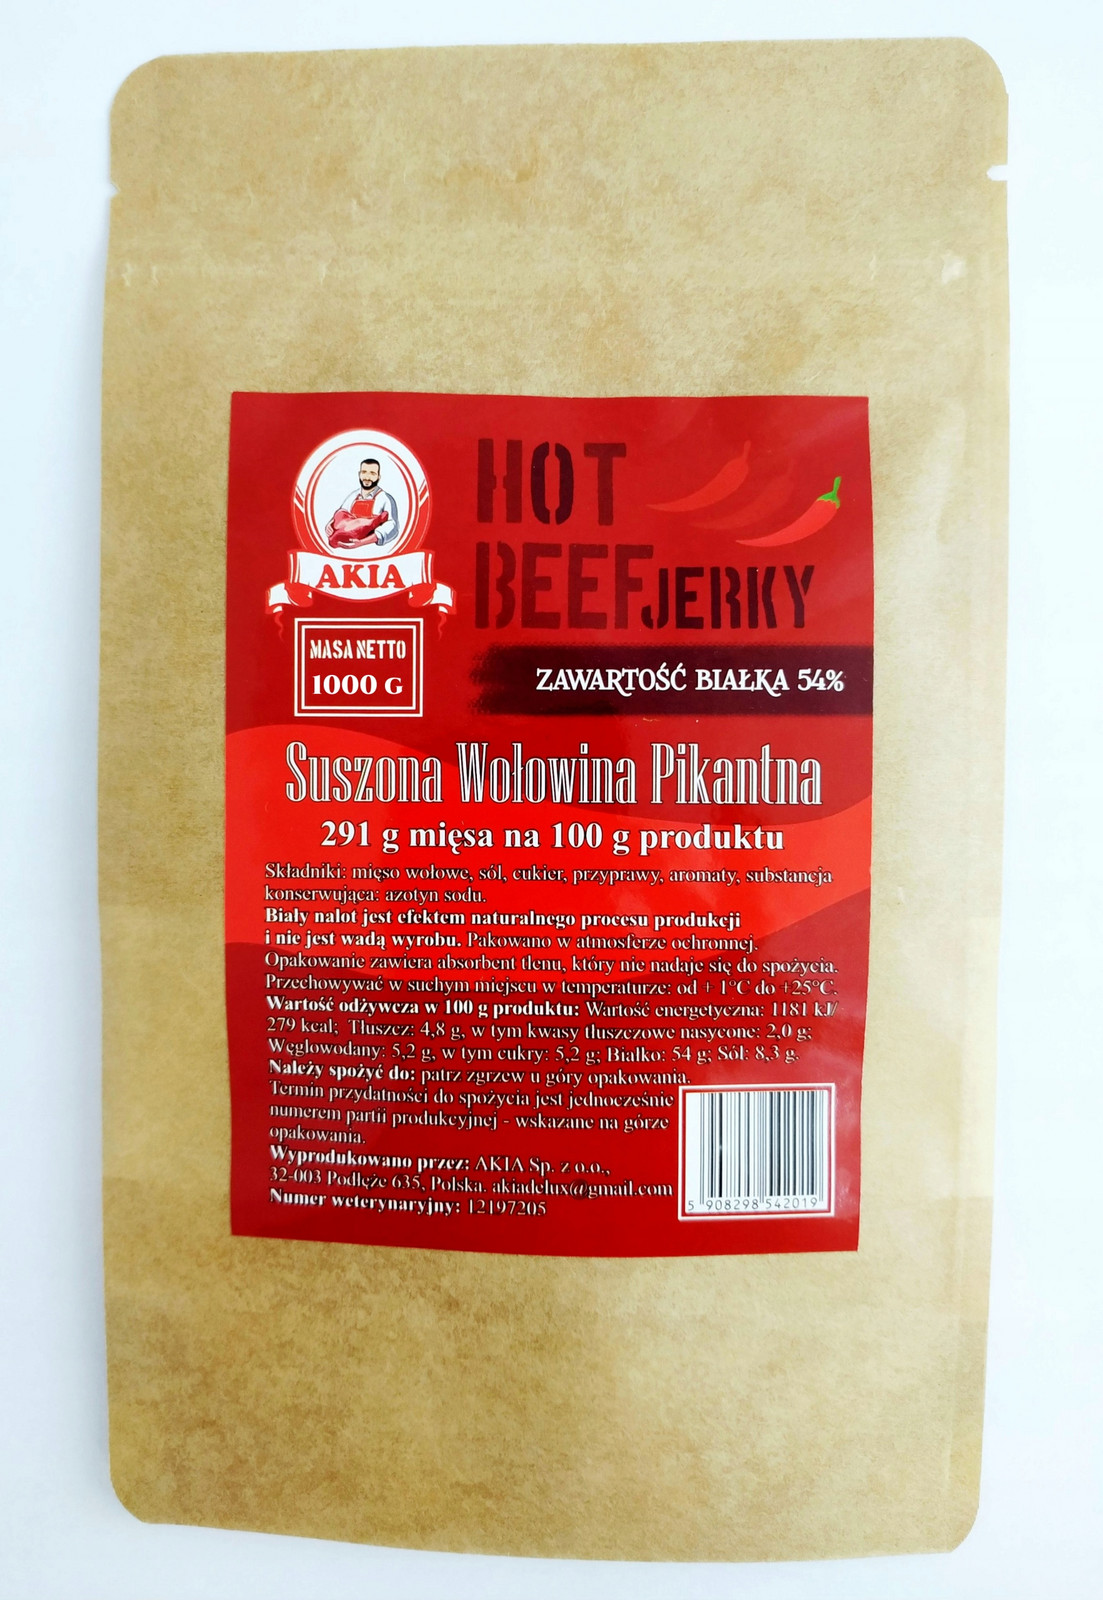 AKIA
MASA NETTO
1000 G
HOT
BEEF JERKY
ZAWARTOŚĆ BIAŁKA 54%
Suszona Wołowina Pikantna
291 g mięsa na 100 g produktu
Składniki: mięso wołowe, sól, cukier, przyprawy, aromaty, substancja
konserwująca: azotyn sodu.
Biały nalot jest efektem naturalnego procesu produkcji
i nie jest wadą wyrobu. Pakowano w atmosferze ochronnej.
Opakowanie zawiera absorbent tlenu, który nie nadaje się do spożycia.
Przechowywać w suchym miejscu w temperaturze: od + 1°C do +25°C.
Wartość odżywcza w 100 g produktu: Wartość energetyczna: 1181 kJ/
279 kcal; Tłuszcz: 4,8 g, w tym kwasy tłuszczowe nasycone: 2,0 g;
Węglowodany: 5,2 g, w tym cukry: 5,2 g; Białko: 54 g; Sól: 8,3 g.
Należy spożyć do: patrz zgrzew u góry opakowania.
Termin przydatności do spożycia jest jednocześnie
numerem partii produkcyjnej - wskazane na górze
opakowania.
Wyprodukowano przez: AKIA Sp. z o.o.,
32-003 Podłęże 635, Polska. akiadelux@gmail.com
Numer weterynaryjny: 12197205
5 908298 542019